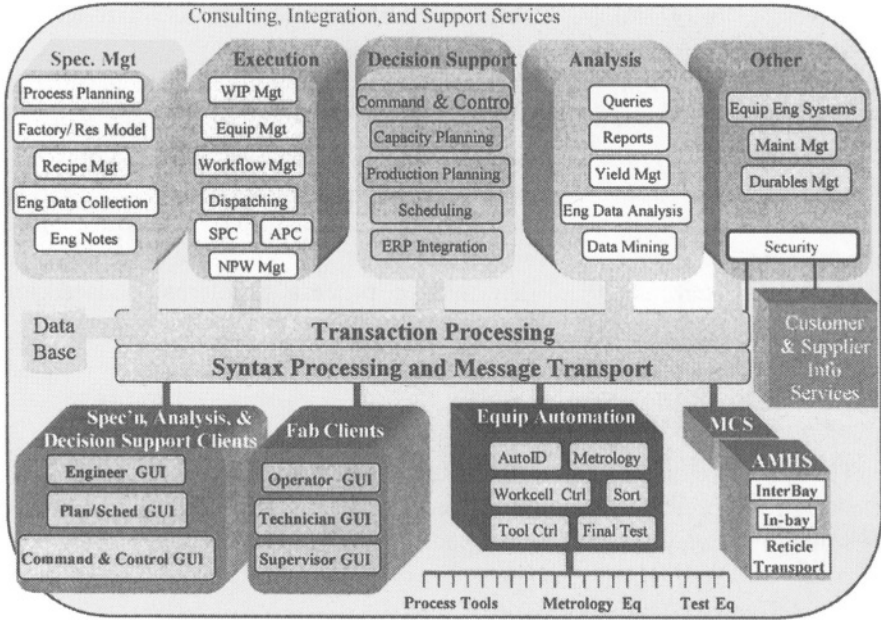 Consulting, Integration, and Support Services
Spec. Mgt
Process Planning
Factory/ Res Model
Recipe Mgt
Eng Data Collection
Eng Notes
Execution
WIP Mgt
Equip Mgt
Workflow Mgt
Dispatching
SPC
APC
NPW Mgt
Decision Support
Command & Control
Capacity Planning
Production Planning
Scheduling
ERP Integration
Analysis
Queries
Reports
Yield Mgt
Eng Data Analysis
Data Mining
Other
Equip Eng Systems
Maint Mgt
Durables Mgt
Security
Data
Base
Transaction Processing
Syntax Processing and Message Transport
Customer
& Supplier
Info
Services
Spec'n, Analysis, &
Decision Support Clients
Engineer GUI
Plan/Sched GUI
Command & Control GUI
Fab Clients
Operator GUI
Technician GUI
Supervisor GUI
Equip Automation
AutoID
Metrology
Workcell Ctrl
Sort
Tool Ctrl
Final Test
Process Tools
Metrology Eq
Test Eq
MCS
AMHS
InterBay
In-bay
Reticle
Transport